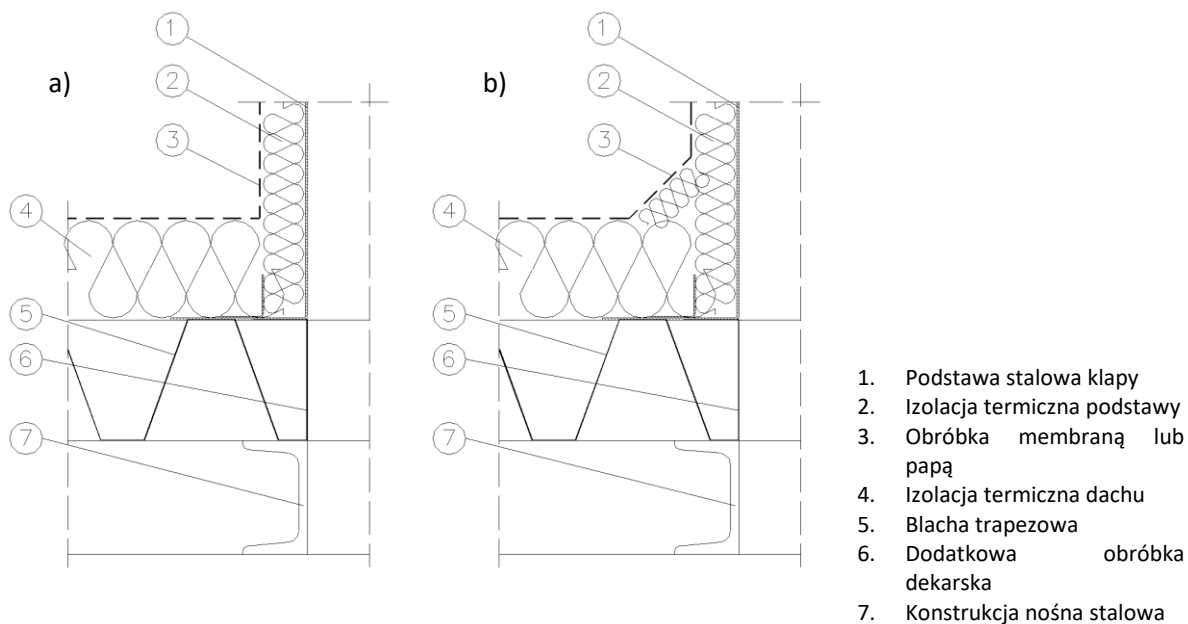 a)
1
2
3
4
5
6
7
b)
1
2
3
4
5
6
7
1. Podstawa stalowa klapy
2. Izolacja termiczna podstawy
3. Obróbka membraną lub
papą
4. Izolacja termiczna dachu
5. Blacha trapezowa
6. Dodatkowa obróbka
dekarska
7. Konstrukcja nośna stalowa